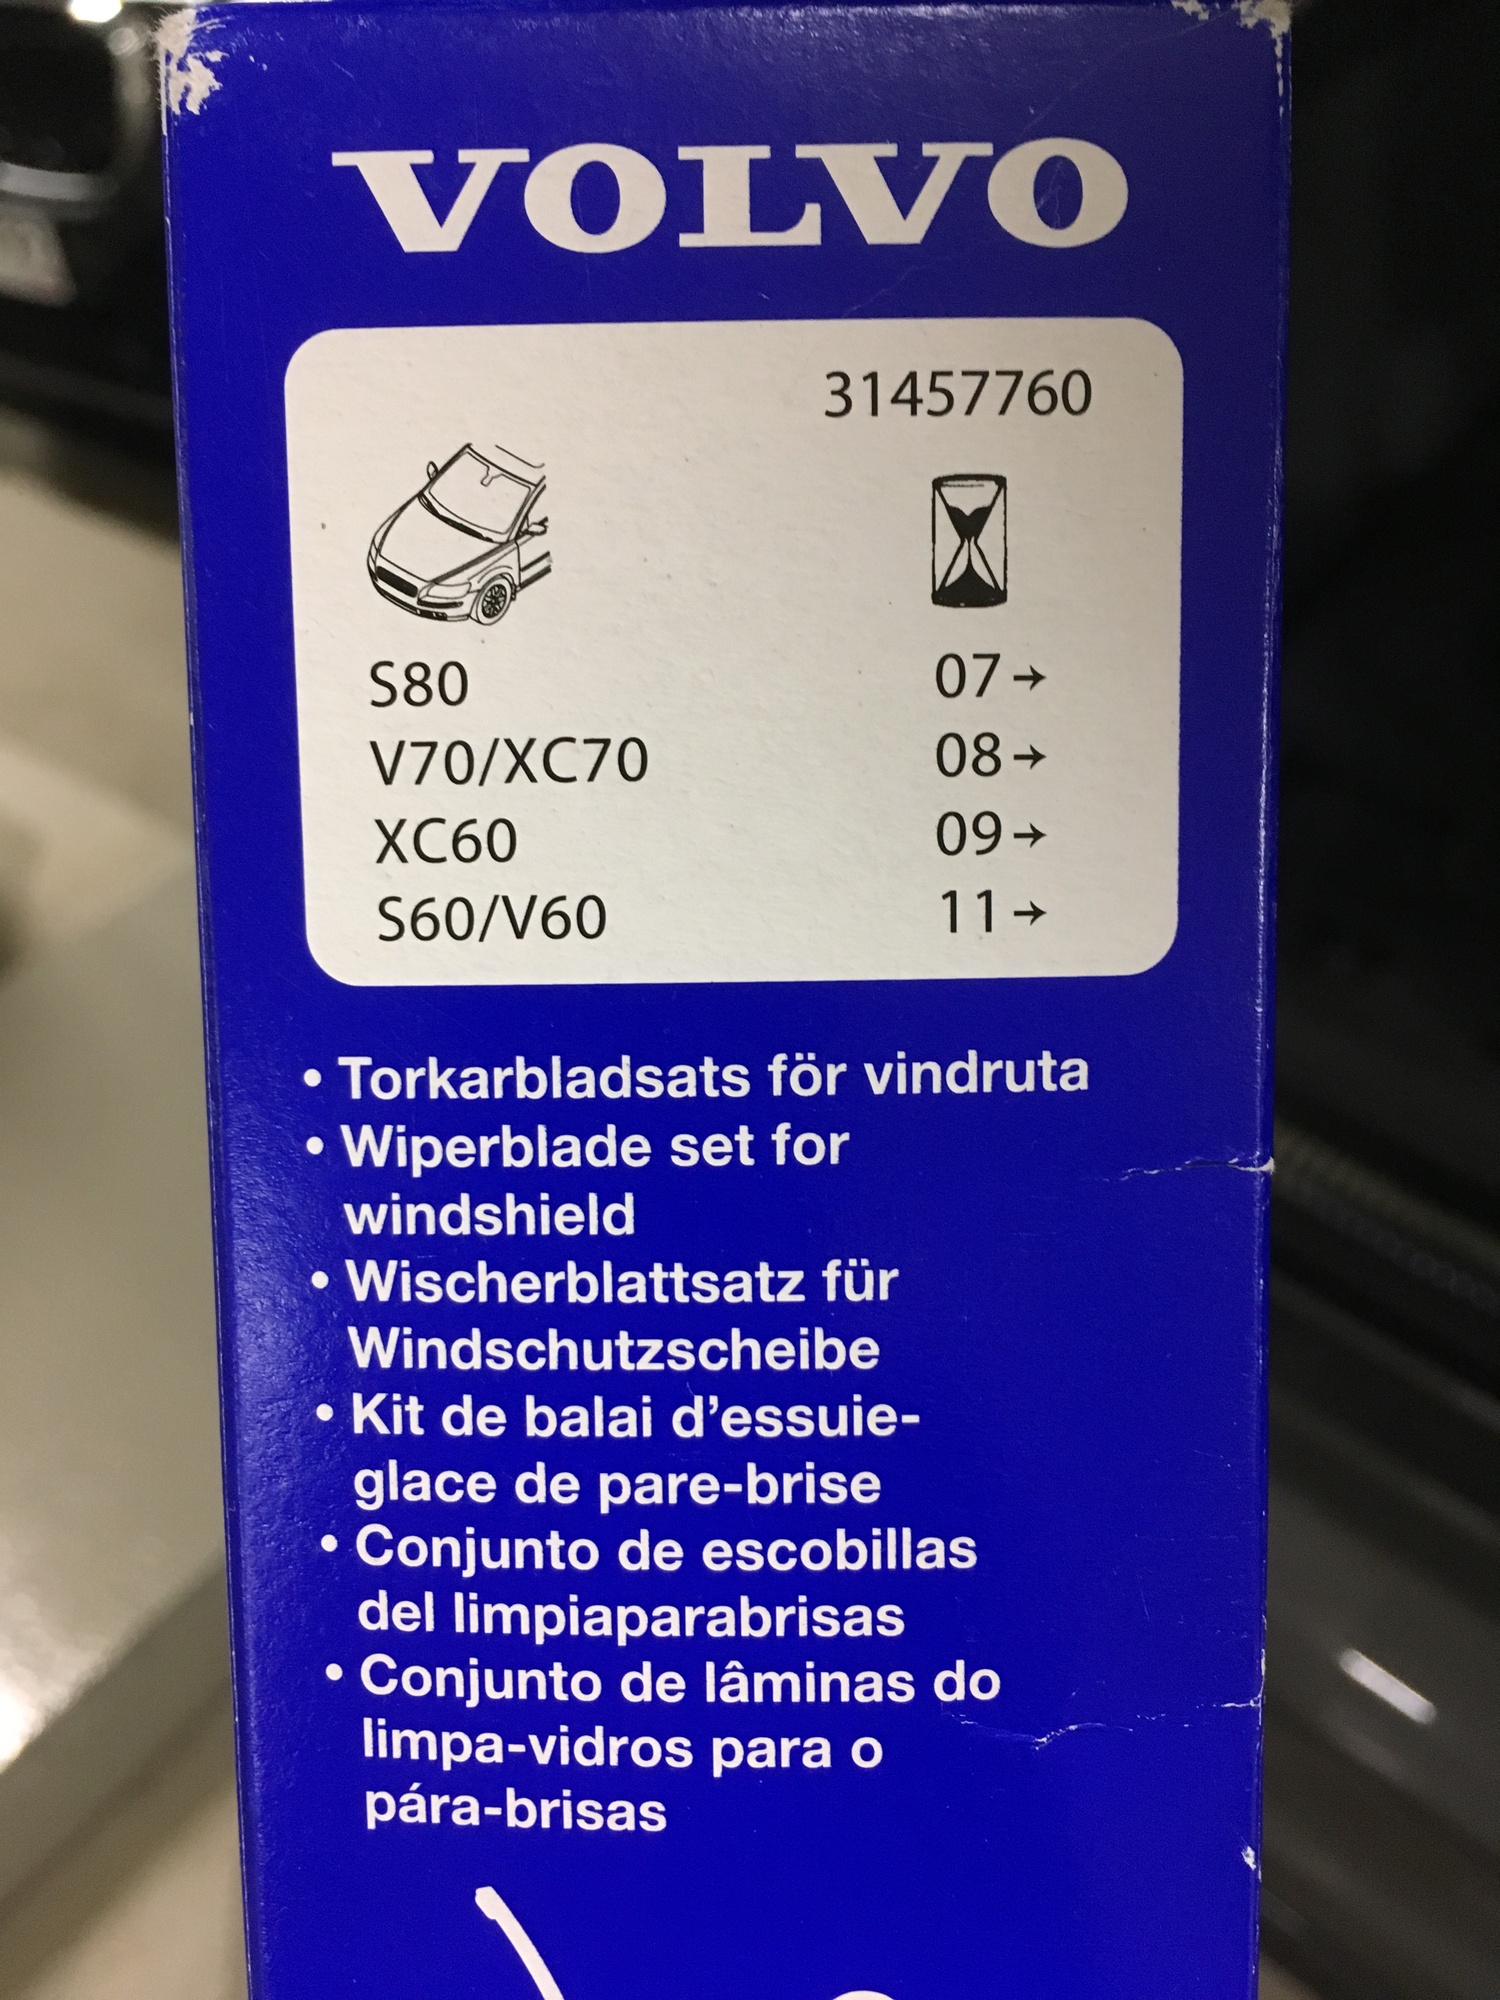 VOLVO
31457760
S80 07→
V70/XC70 08→
XC60 09→
S60/V60 11→
• Torkarbladsats för vindruta
• Wiperblade set for
windshield
• Wischerblattsatz für
Windschutzscheibe
• Kit de balai d’essuie-
glace de pare-brise
• Conjunto de escobillas
del limpiaparabrisas
• Conjunto de lâminas do
limpa-vidros para o
pára-brisas